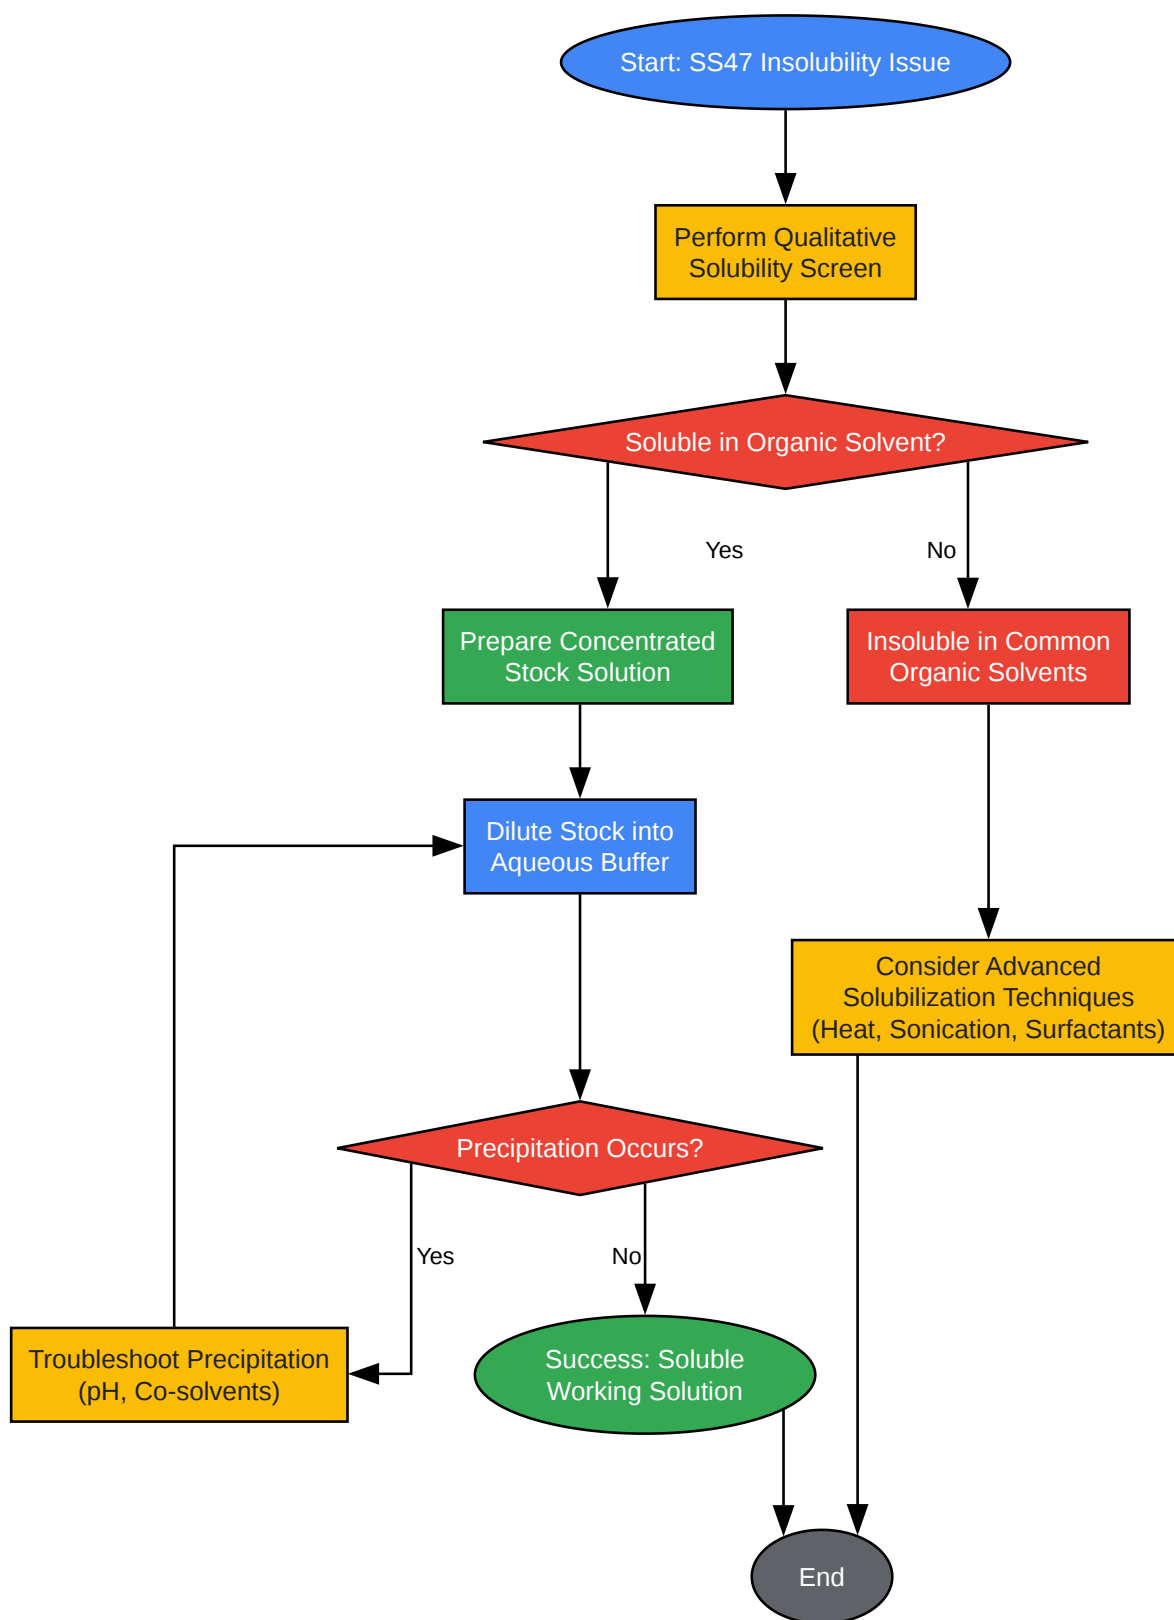 Start: SS47 Insolubility Issue
Perform Qualitative
Solubility Screen
Soluble in Organic Solvent?
Yes
No
Prepare Concentrated
Stock Solution
Insoluble in Common
Organic Solvents
Dilute Stock into
Aqueous Buffer
Consider Advanced
Solubilization Techniques
(Heat, Sonication, Surfactants)
Precipitation Occurs?
Yes
No
Troubleshoot Precipitation
(pH, Co-solvents)
Success: Soluble
Working Solution
End